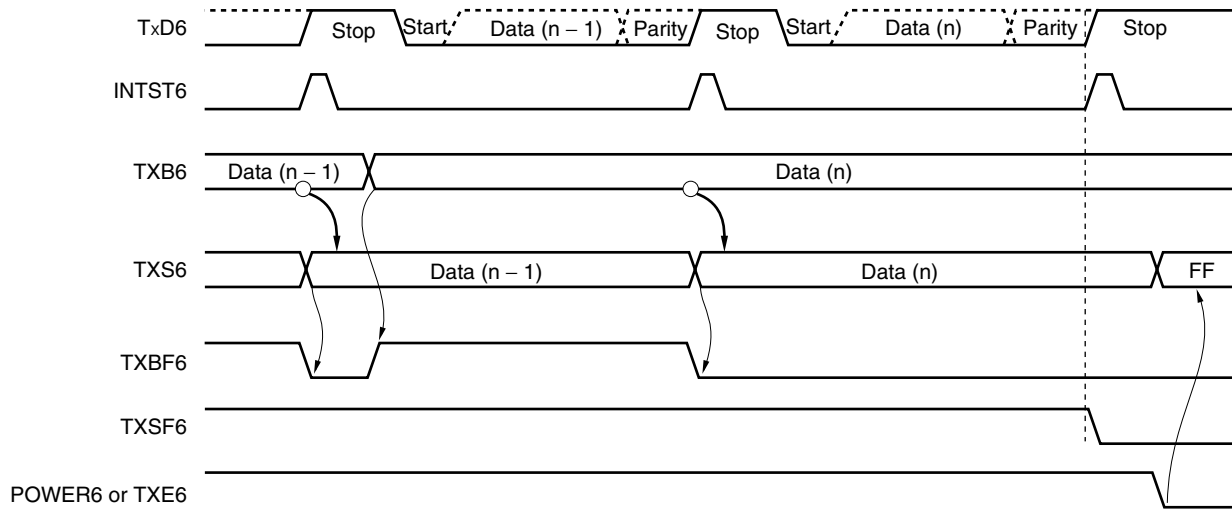 TxD6 Stop Start Data (n – 1) Parity Stop Start Data (n) Parity Stop
INTST6
TXB6 Data (n – 1) Data (n)
TXS6 Data (n – 1) Data (n) FF
TXBF6
TXSF6
POWER6 or TXE6